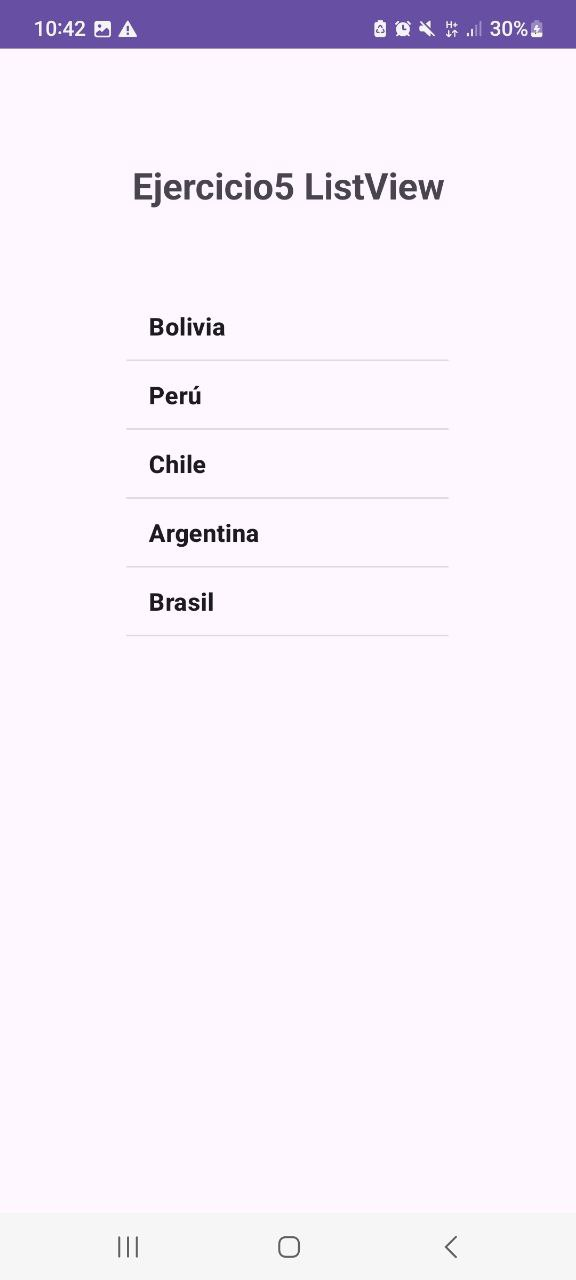 10:42 30%
Ejercicio5 ListView
Bolivia
Perú
Chile
Argentina
Brasil